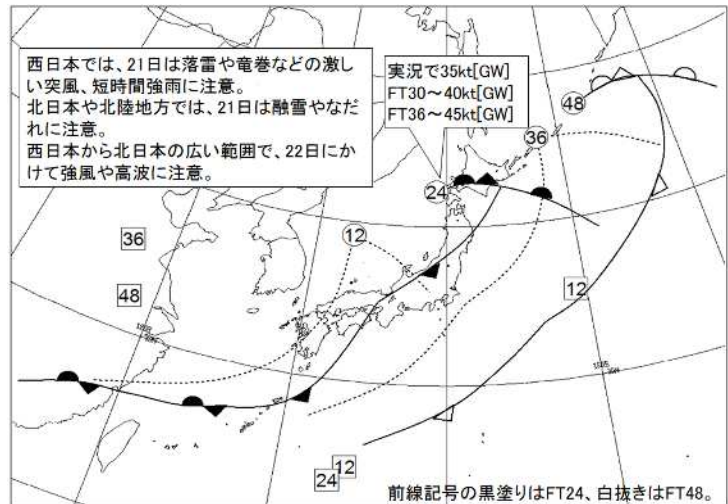 西日本では、21日は落雷や竜巻などの激し
い突風、短時間強雨に注意。
北日本や北陸地方では、21日は融雪やなだ
れに注意。
西日本から北日本の広い範囲で、22日にか
けて強風や高波に注意。
実況で35kt[GW]
FT30～40kt[GW]
FT36～45kt[GW]
48
36
24
12
36
48
12
12
24
前線記号の黒塗りはFT24、白抜きはFT48。